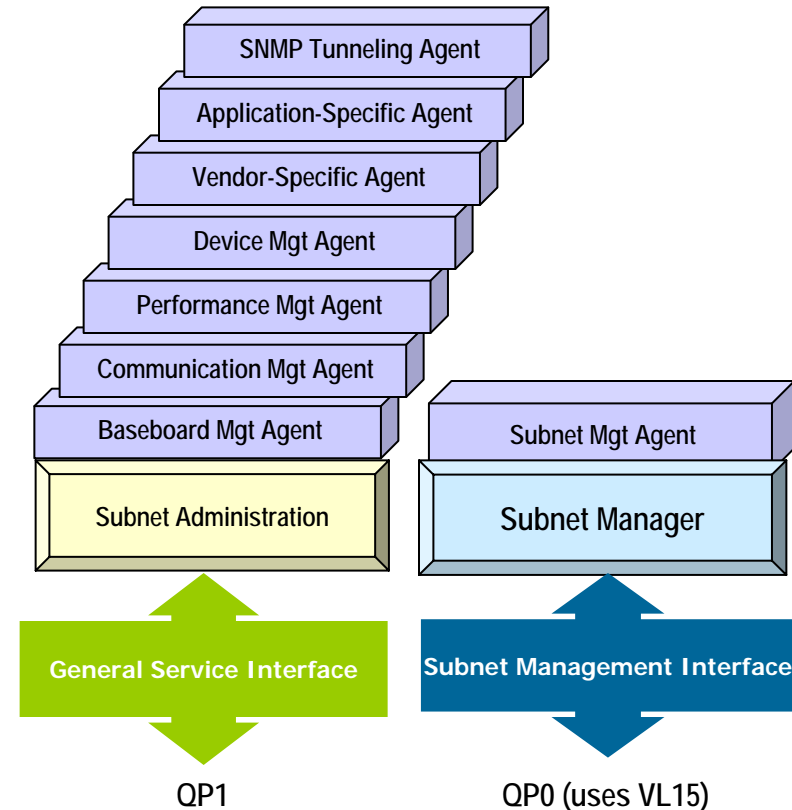 SNMP Tunneling Agent
Application-Specific Agent
Vendor-Specific Agent
Device Mgt Agent
Performance Mgt Agent
Communication Mgt Agent
Baseboard Mgt Agent
Subnet Administration
General Service Interface
QP1
Subnet Mgt Agent
Subnet Manager
Subnet Management Interface
QP0 (uses VL15)